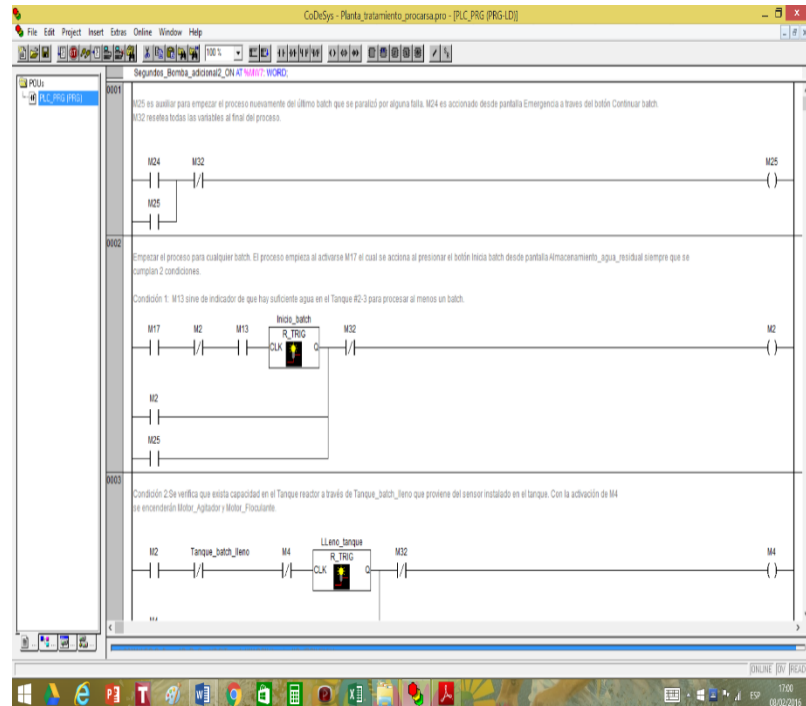 CoDeSys - Planta_tratamiento_procarsa.pro - [PLC_PRG (PRG-LD)]
File Edit Project Insert Extras Online Window Help
100 %
POUs
PLC_PRG (PRG)
Segundos_Bomba_adicional2_ON AT %MW7: WORD;
0001
M25 es auxiliar para empezar el proceso nuevamente del último batch que se paralizó por alguna falla. M24 es accionado desde pantalla Emergencia a traves del botón Continuar batch.
M32 resetea todas las variables al final del proceso.
M24 M32 M25
M25
0002
Empezar el proceso para cualquier batch. El proceso empieza al activarse M17 el cual se acciona al presionar el botón Inicia batch desde pantalla Almacenamiento_agua_residual siempre que se
cumplan 2 condiciones.
Condición 1: M13 sirve de indicador de que hay suficiente agua en el Tanque #2-3 para procesar al menos un batch.
Inicio_batch
M17 M2 M13 R_TRIG M32 M2
CLK Q
M2
M25
0003
Condición 2:Se verifica que exista capacidad en el Tanque reactor a través de Tanque_batch_lleno que proviene del sensor instalado en el tanque. Con la activación de M4
se encenderán Motor_Agitador y Motor_Floculante.
LLeno_tanque
M2 Tanque_batch_lleno M4 R_TRIG M32 M4
CLK Q
ONLINE OV READ
ESP 17:00
08/02/2016